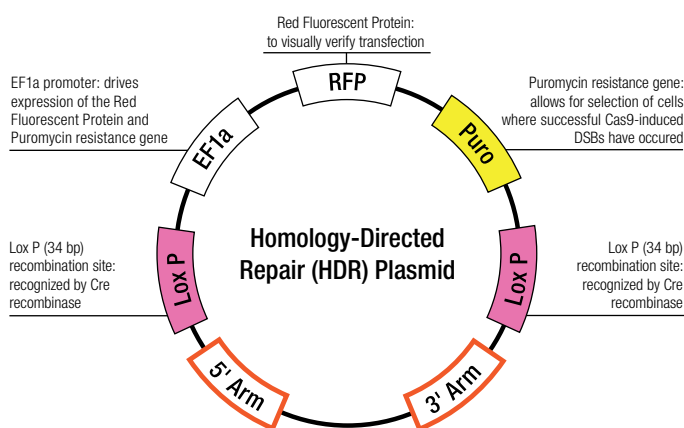 Red Fluorescent Protein:
to visually verify transfection
RFP
EF1a promoter: drives
expression of the Red
Fluorescent Protein and
Puromycin resistance gene
EF1a
Puromycin resistance gene:
allows for selection of cells
where successful Cas9-induced
DSBs have occured
Puro
Homology-Directed
Repair (HDR) Plasmid
Lox P (34 bp)
recombination site:
recognized by Cre
recombinase
Lox P
Lox P
Lox P (34 bp)
recombination site:
recognized by Cre
recombinase
5' Arm
3' Arm